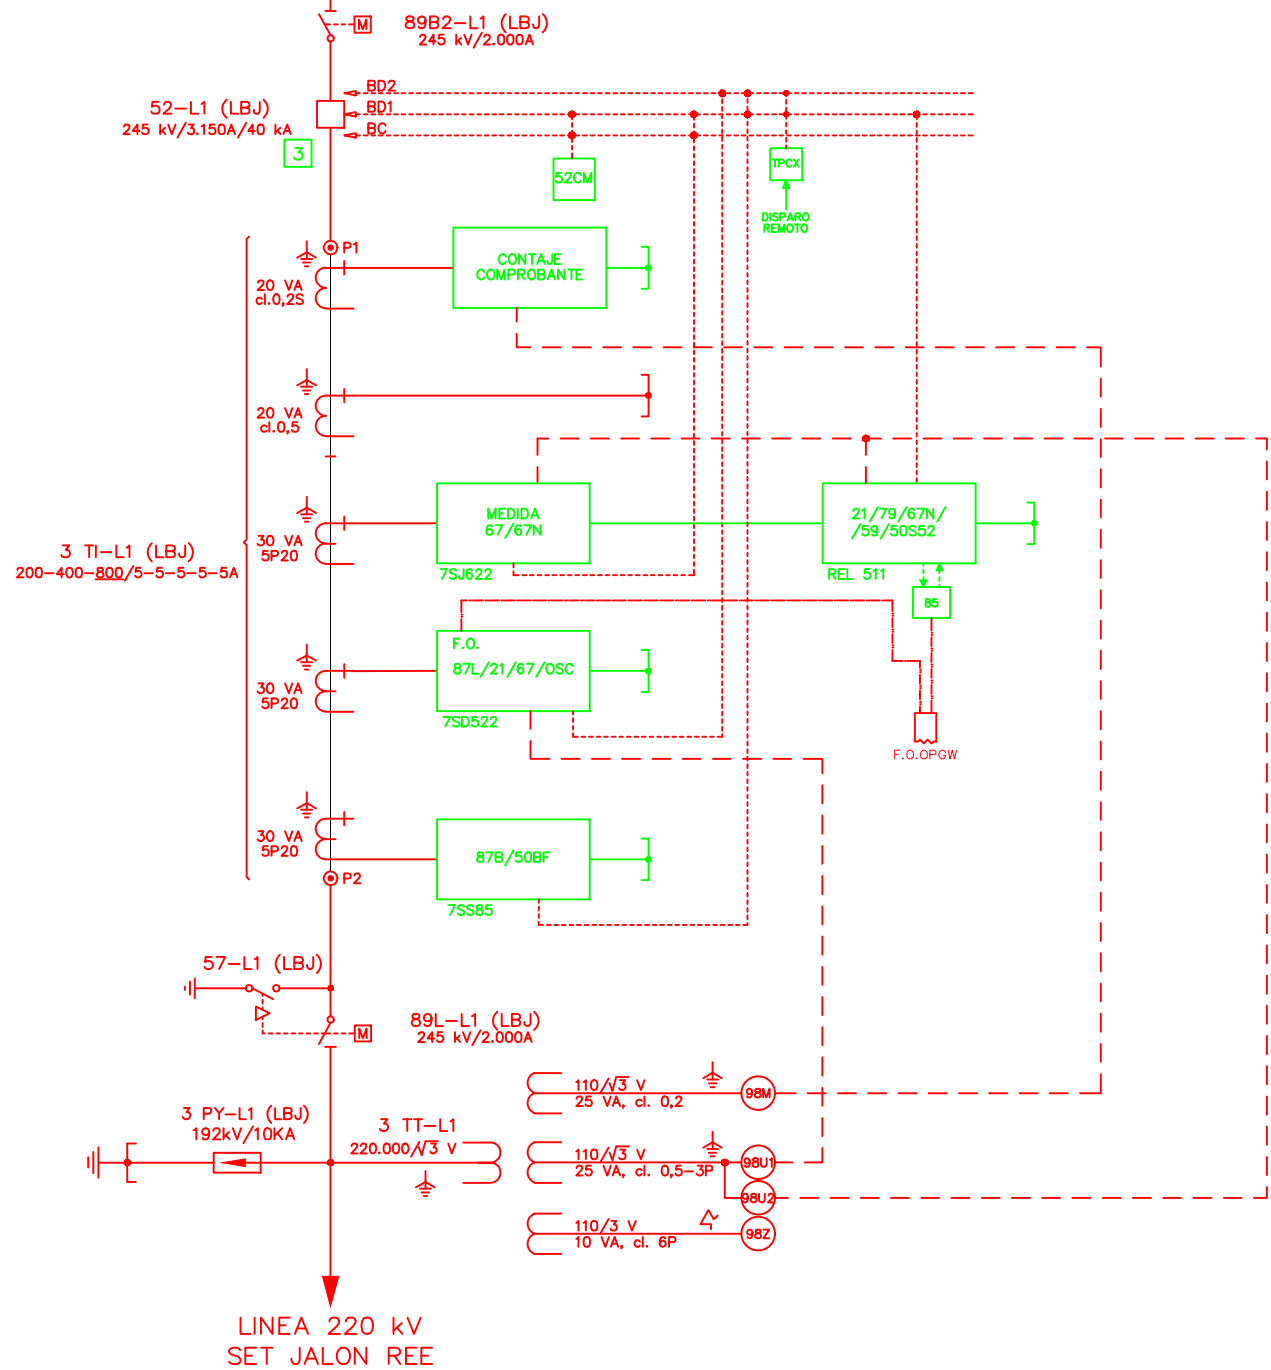 M
89B2-L1 (LBJ)
245 kV/2.000A
BD2
52-L1 (LBJ)
BD1
245 kV/3.150A/40 kA
BC
3
TPCX
52CM
DISPARO
REMOTO
P1
CONTAJE
COMPROBANTE
20 VA
cl.0,2S
20 VA
cl.0,5
MEDIDA
67/67N
21/79/67N/
/59/50S52
30 VA
5P20
3 TI-L1 (LBJ)
200-400-800/5-5-5-5-5A
7SJ622
REL 511
85
F.O.
87L/21/67/OSC
30 VA
5P20
7SD522
F.O.OPGW
30 VA
5P20
87B/50BF
P2
7SS85
57-L1 (LBJ)
89L-L1 (LBJ)
245 kV/2.000A
M
110/√3 V
25 VA, cl. 0,2
98M
3 PY-L1 (LBJ)
192kV/10KA
3 TT-L1
220.000/√3 V
110/√3 V
25 VA, cl. 0,5-3P
98U1
98U2
110/3 V
10 VA, cl. 6P
98Z
LINEA 220 kV
SET JALON REE